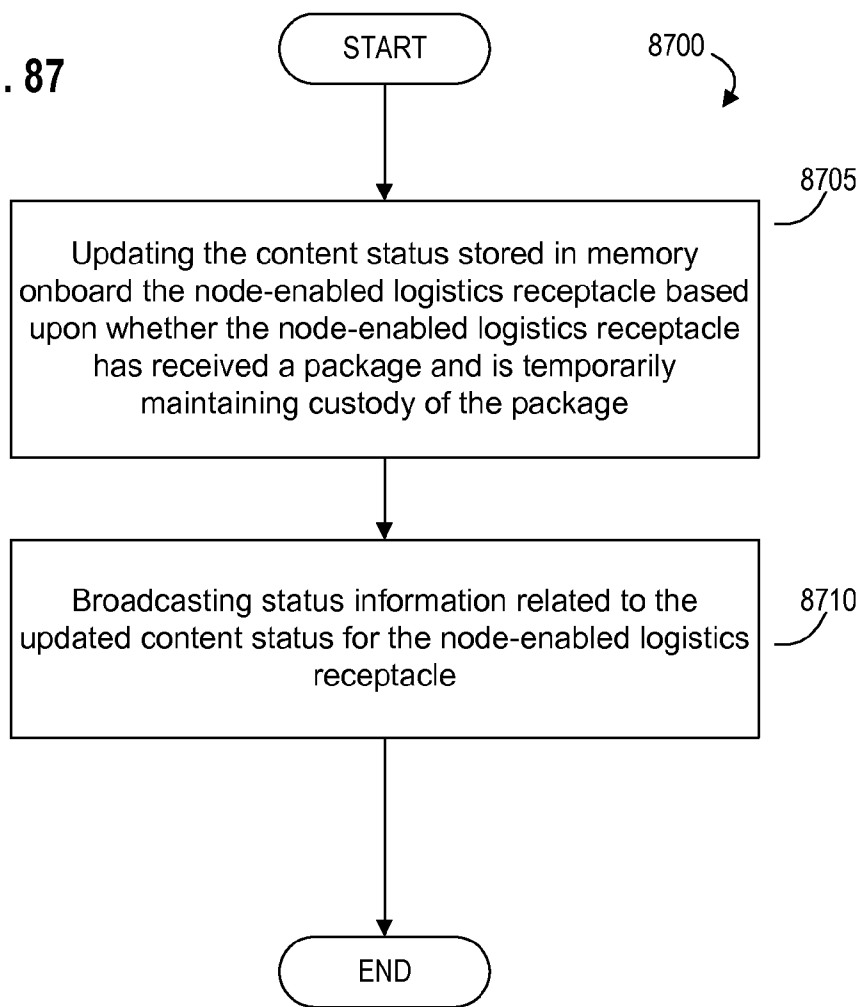 START
8700
. 87
8705
Updating the content status stored in memory
onboard the node-enabled logistics receptacle based
upon whether the node-enabled logistics receptacle
has received a package and is temporarily
maintaining custody of the package
Broadcasting status information related to the
updated content status for the node-enabled logistics
receptacle
8710
END